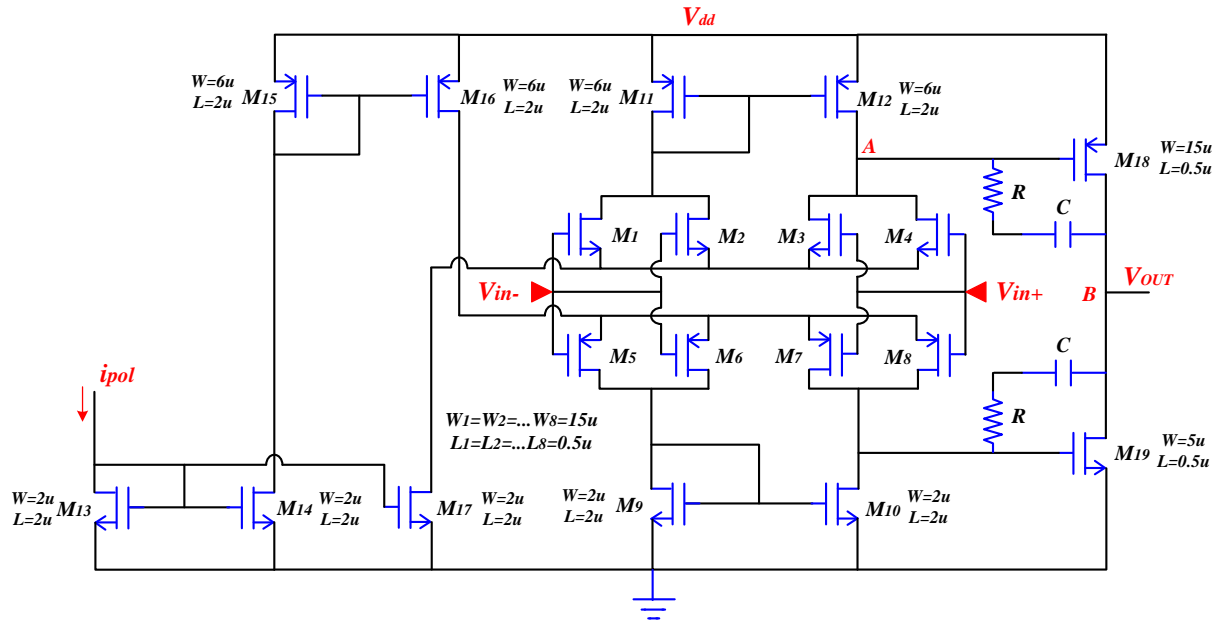 Vdd
W=6u
L=2u
M15
M16
W=6u
L=2u
W=6u
L=2u
M11
M12
W=6u
L=2u
A
M18
W=15u
L=0.5u
R
C
M1
M2
M3
M4
Vin-
Vin+
B
VOUT
M5
M6
M7
M8
C
R
ipol
W1=W2=...W8=15u
L1=L2=...L8=0.5u
M19
W=5u
L=0.5u
W=2u
L=2u
M13
M14
W=2u
L=2u
M17
W=2u
L=2u
W=2u
L=2u
M9
M10
W=2u
L=2u